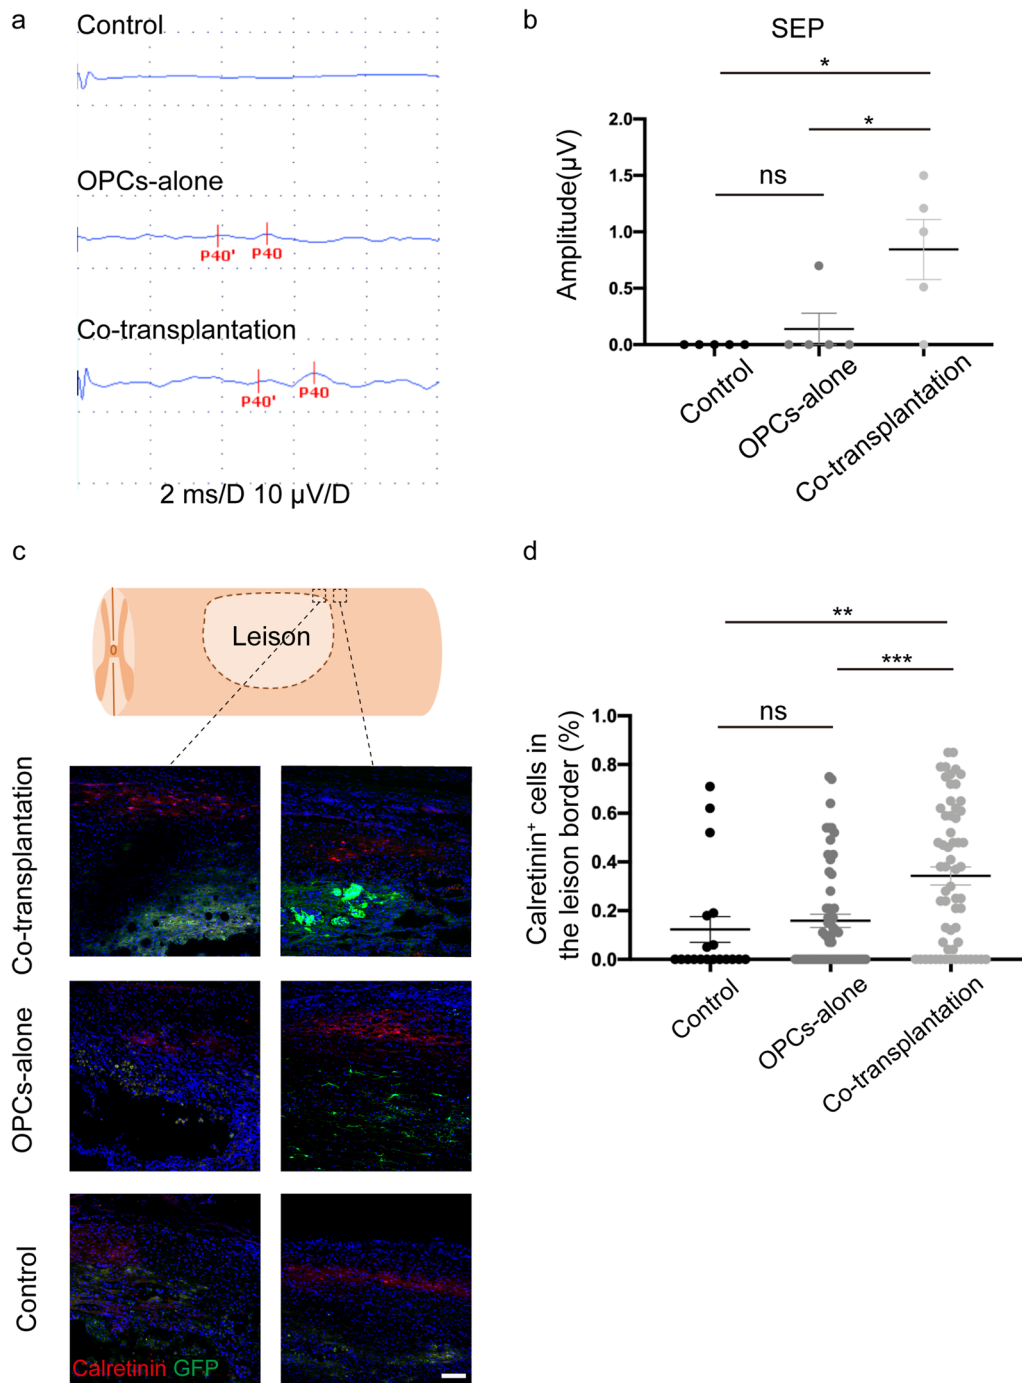 a
Control
OPCs-alone
P40' P40
Co-transplantation
P40' P40
2 ms/D 10 µV/D
b
SEP
*
*
ns
Amplitude(µV)
2.0
1.5
1.0
0.5
0.0
Control
OPCs-alone
Co-transplantation
c
0
Leison
Co-transplantation
OPCs-alone
Control
Calretinin GFP
d
**
***
ns
Calretinin⁺ cells in
the leison border (%)
1.0
0.8
0.6
0.4
0.2
0.0
Control
OPCs-alone
Co-transplantation